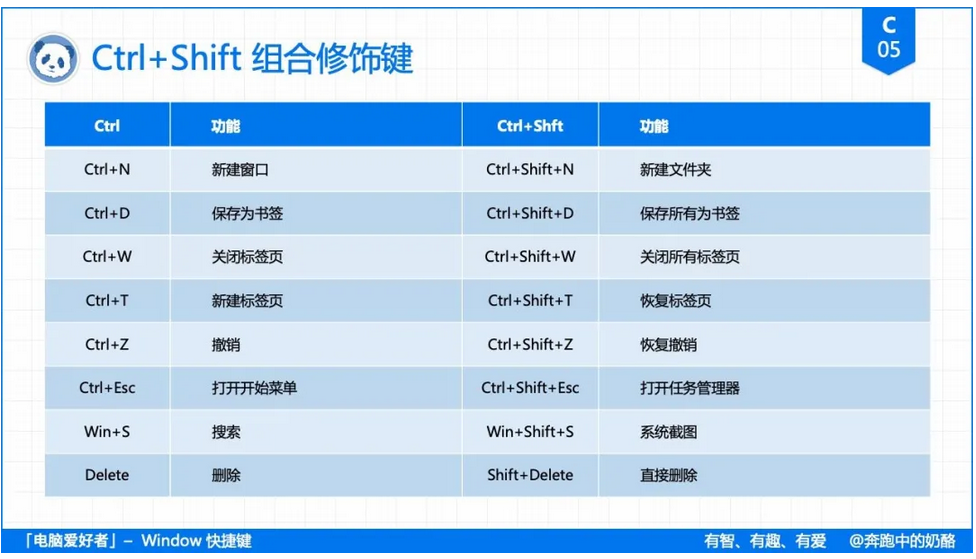 C
05
Ctrl+Shift 组合修饰键
Ctrl 功能 Ctrl+Shft 功能
Ctrl+N 新建窗口 Ctrl+Shift+N 新建文件夹
Ctrl+D 保存为书签 Ctrl+Shift+D 保存所有为书签
Ctrl+W 关闭标签页 Ctrl+Shift+W 关闭所有标签页
Ctrl+T 新建标签页 Ctrl+Shift+T 恢复标签页
Ctrl+Z 撤销 Ctrl+Shift+Z 恢复撤销
Ctrl+Esc 打开开始菜单 Ctrl+Shift+Esc 打开任务管理器
Win+S 搜索 Win+Shift+S 系统截图
Delete 删除 Shift+Delete 直接删除
「电脑爱好者」– Window 快捷键 有智、有趣、有爱 @奔跑中的奶酪